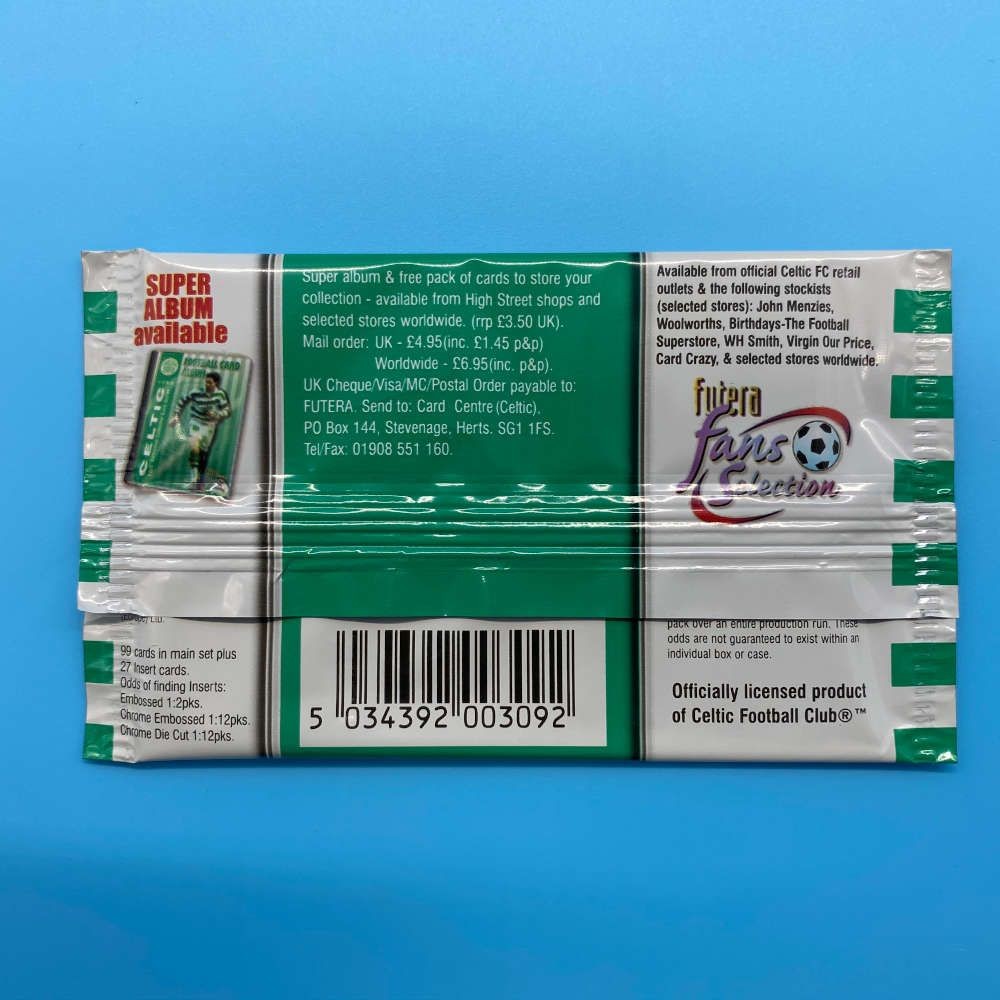 SUPER
ALBUM
available
FOOTBALL CARD
ALBUM
CELTIC
Super album & free pack of cards to store your
collection - available from High Street shops and
selected stores worldwide. (rrp £3.50 UK).
Mail order: UK - £4.95(inc. £1.45 p&p)
Worldwide - £6.95(inc. p&p).
UK Cheque/Visa/MC/Postal Order payable to:
FUTERA. Send to: Card Centre (Celtic),
PO Box 144, Stevenage, Herts. SG1 1FS.
Tel/Fax: 01908 551 160.
Available from official Celtic FC retail
outlets & the following stockists
(selected stores): John Menzies,
Woolworths, Birthdays-The Football
Superstore, WH Smith, Virgin Our Price,
Card Crazy, & selected stores worldwide.
futera
fans
Selection
(Europe) Ltd.
99 cards in main set plus
27 Insert cards.
Odds of finding Inserts:
Embossed 1:2pks.
Chrome Embossed 1:12pks.
Chrome Die Cut 1:12pks.
5 034392 003092
pack over an entire production run. These
odds are not guaranteed to exist within an
individual box or case.
Officially licensed product
of Celtic Football Club®™